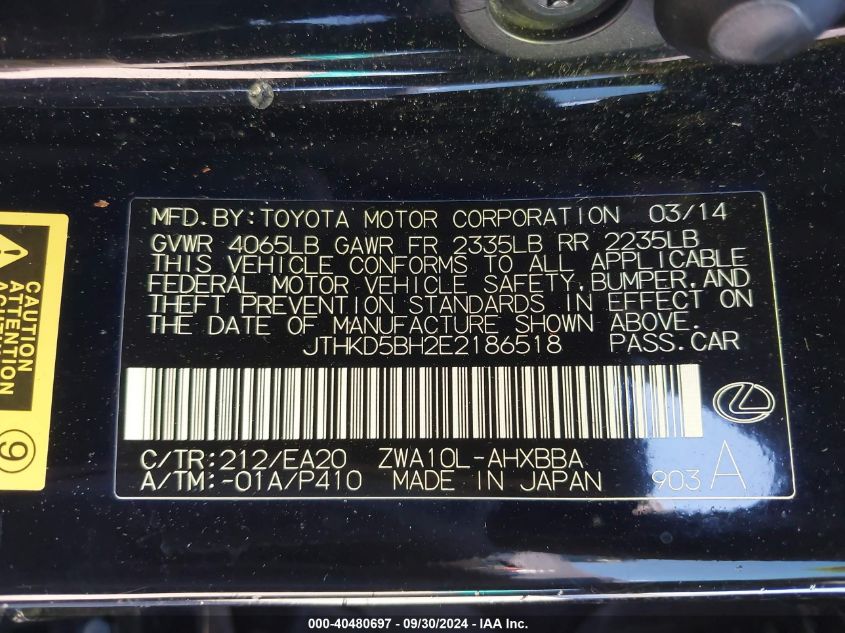 MFD.BY:TOYOTA MOTOR CORPORATION 03/14
GVWR 4065LB GAWR FR 2335LB RR 2235LB
THIS VEHICLE CONFORMS TO ALL APPLICABLE
FEDERAL MOTOR VEHICLE SAFETY,BUMPER,AND
THEFT PREVENTION STANDARDS IN EFFECT ON
THE DATE OF MANUFACTURE SHOWN ABOVE.
JTHKD5BH2E2186518 PASS.CAR
C/TR:212/EA20 ZWA10L-AHXBBA
A/TM:-01A/P410 MADE IN JAPAN 903 A
CAUTION
ATTENTION
ACHTUNG
9
000-40480697 - 09/30/2024 - IAA Inc.